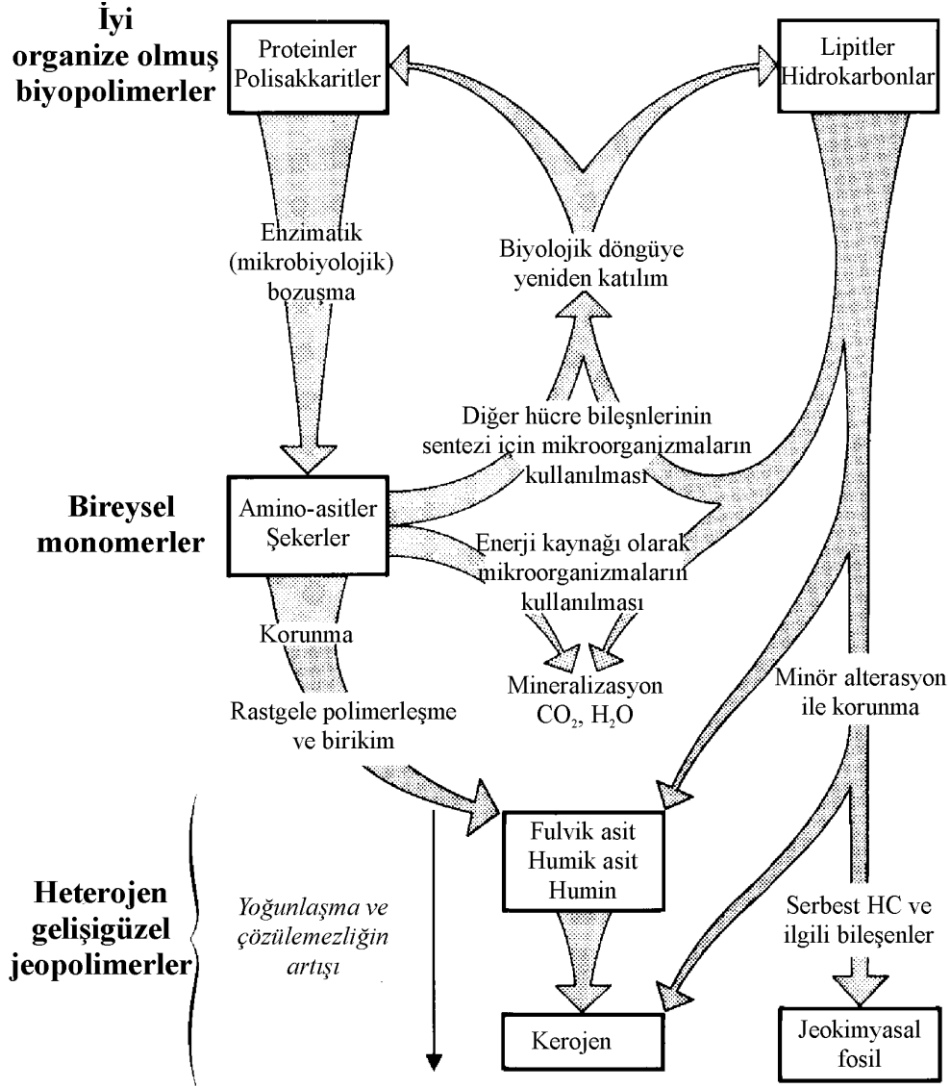 İyi
organize olmuş
biyopolimerler
Proteinler
Polisakkaritler
Lipitler
Hidrokarbonlar
Enzimatik
(mikrobiyolojik)
bozuşma
Biyolojik döngüye
yeniden katılım
Diğer hücre bileşnlerinin
sentezi için mikroorganizmaların
kullanılması
Bireysel
monomerler
Amino-asitler
Şekerler
Enerji kaynağı olarak
mikroorganizmaların
kullanılması
Korunma
Mineralizasyon
CO₂, H₂O
Minör alterasyon
ile korunma
Rastgele polimerleşme
ve birikim
Heterojen
gelişigüzel
jeopolimerler
Yoğunlaşma ve
çözülemezliğin
artışı
Fulvik asit
Humik asit
Humin
Serbest HC ve
ilgili bileşenler
Kerojen
Jeokimyasal
fosil